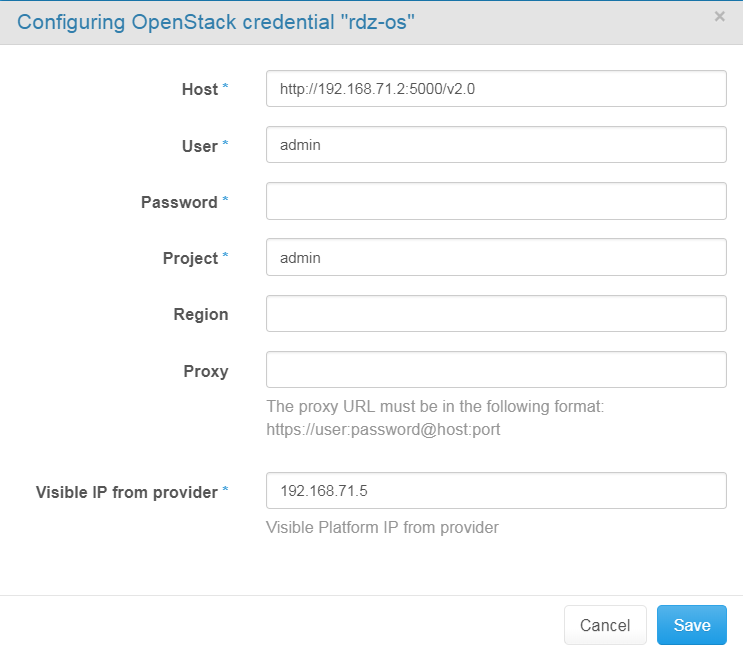 Configuring OpenStack credential "rdz-os"
×
Host *
http://192.168.71.2:5000/v2.0
User *
admin
Password *
Project *
admin
Region
Proxy
The proxy URL must be in the following format:
https://user:password@host:port
Visible IP from provider *
192.168.71.5
Visible Platform IP from provider
Cancel
Save